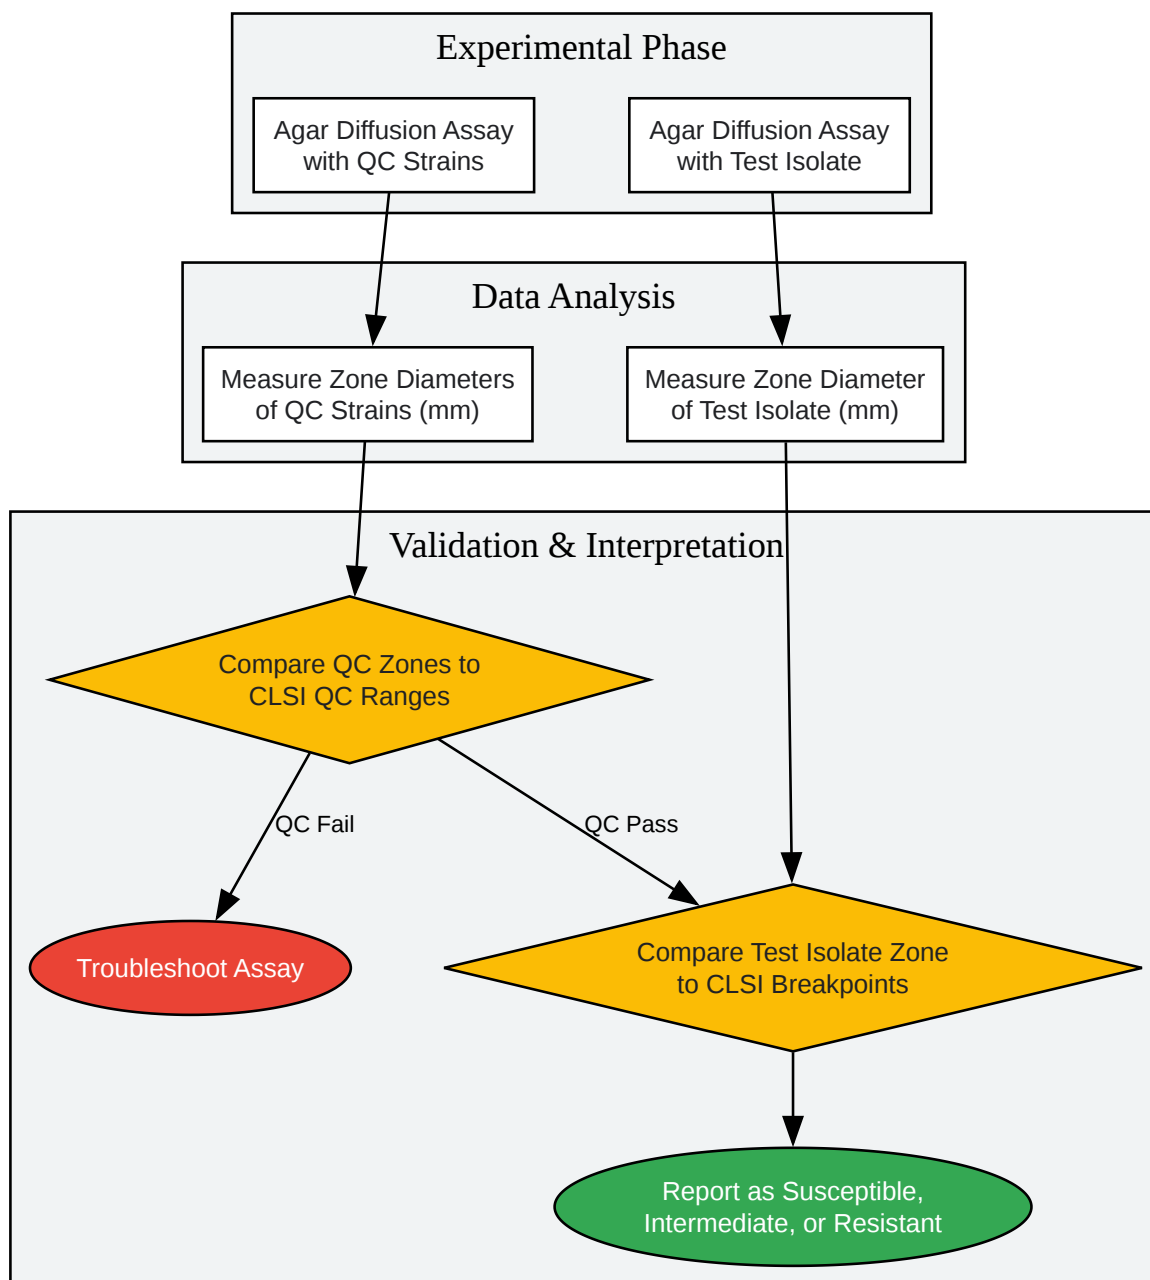 Experimental Phase
Agar Diffusion Assay
with QC Strains
Agar Diffusion Assay
with Test Isolate
Data Analysis
Measure Zone Diameters
of QC Strains (mm)
Measure Zone Diameter
of Test Isolate (mm)
Validation & Interpretation
Compare QC Zones to
CLSI QC Ranges
QC Fail
QC Pass
Troubleshoot Assay
Compare Test Isolate Zone
to CLSI Breakpoints
Report as Susceptible,
Intermediate, or Resistant